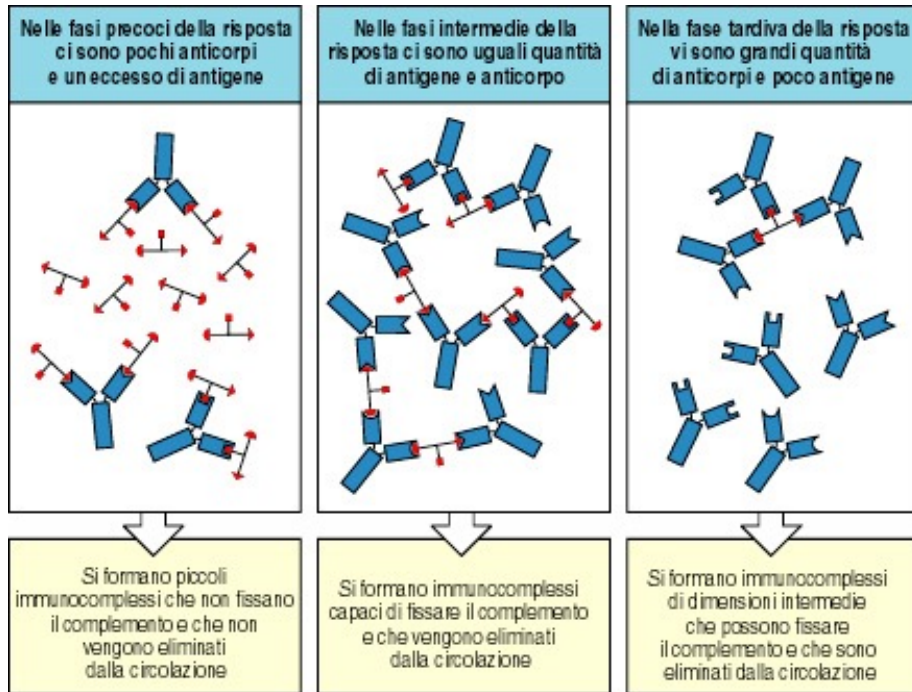 Nelle fasi precoci della risposta
ci sono pochi anticorpi
e un eccesso di antigene
Nelle fasi intermedie della
risposta ci sono uguali quantità
di antigene e anticorpo
Nella fase tardiva della risposta
vi sono grandi quantità
di anticorpi e poco antigene
Si formano piccoli
immunocomplessi che non fissano
il complemento e che non
vengono eliminati
dalla circolazione
Si formano immunocomplessi
capaci di fissare il complemento
e che vengono eliminati
dalla circolazione
Si formano immunocomplessi
di dimensioni intermedie
che possono fissare
il complemento e che sono
eliminati dalla circolazione